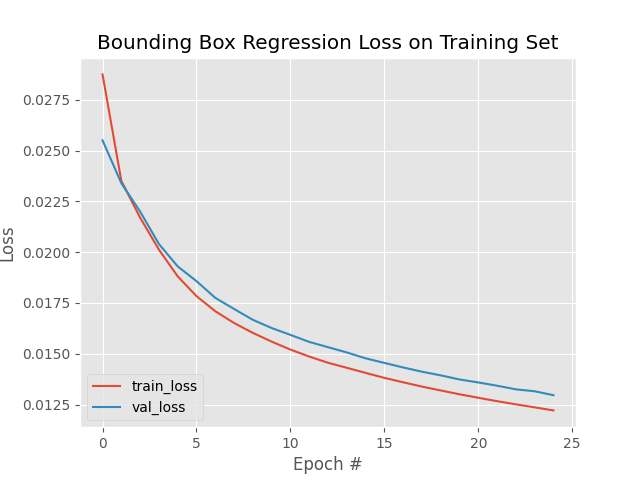 Bounding Box Regression Loss on Training Set
0.0275
0.0250
0.0225
0.0200
0.0175
0.0150
0.0125
Loss
train_loss
val_loss
0 5 10 15 20 25
Epoch #